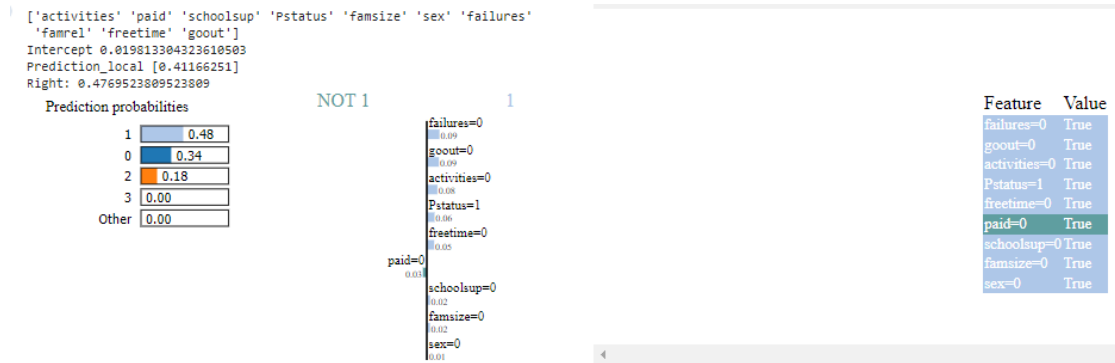 ['activities' 'paid' 'schoolsup' 'Pstatus' 'famsize' 'sex' 'failures'
'famrel' 'freetime' 'goout']
Intercept 0.019813304323610503
Prediction_local [0.41166251]
Right: 0.4769523809523809
Prediction probabilities
1 0.48
0 0.34
2 0.18
3 0.00
Other 0.00
NOT 1 1
failures=0
0.09
goout=0
0.09
activities=0
0.08
Pstatus=1
0.06
freetime=0
0.05
paid=0
0.03
schoolsup=0
0.02
famsize=0
0.02
sex=0
0.01
Feature Value
failures=0 True
goout=0 True
activities=0 True
Pstatus=1 True
freetime=0 True
paid=0 True
schoolsup=0 True
famsize=0 True
sex=0 True